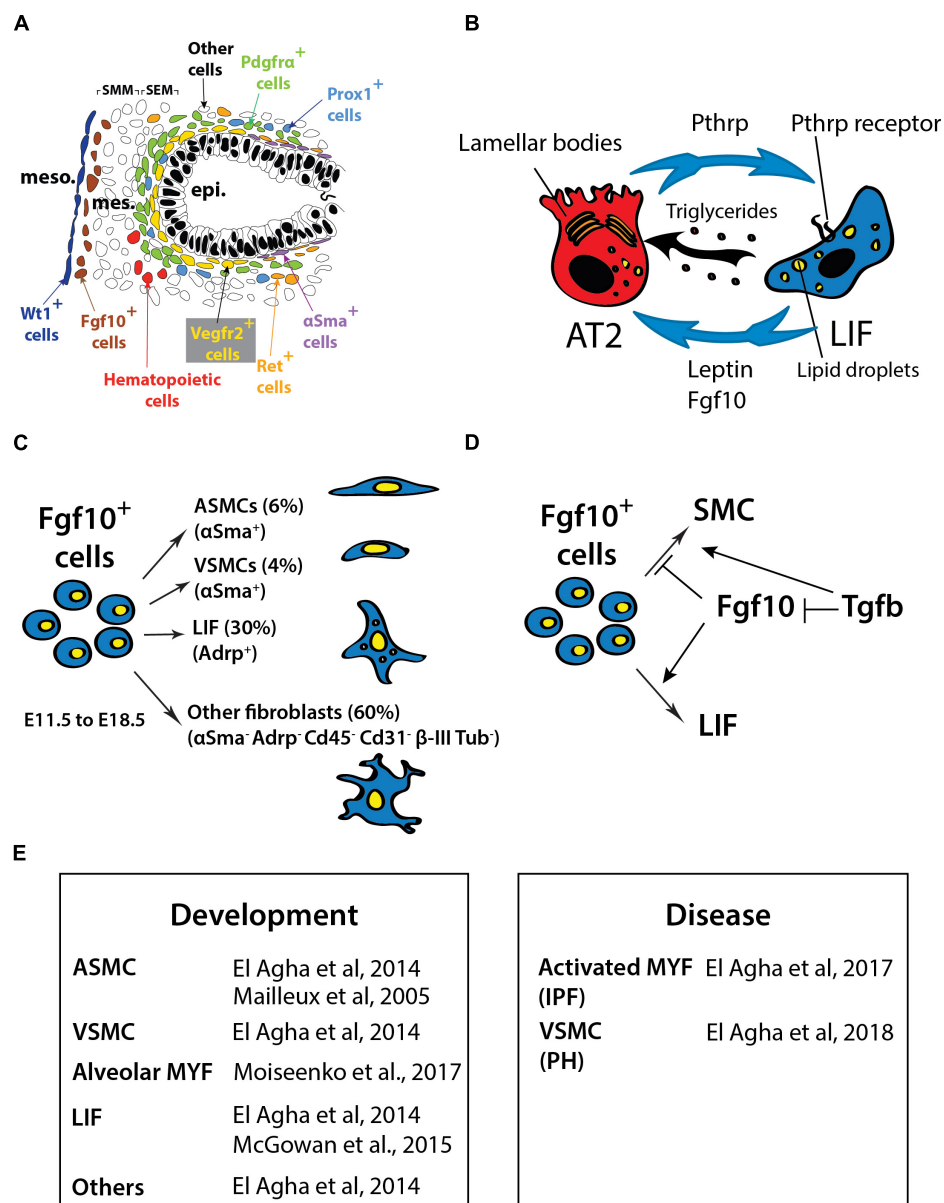 A
Other
cells
Pdgfrα⁺
cells
Prox1⁺
cells
SMM
SEM
meso.
mes.
epi.
Wt1⁺
cells
Fgf10⁺
cells
Hematopoietic
cells
Vegfr2⁺
cells
Ret⁺
cells
αSma⁺
cells
B
Pthrp
Pthrp receptor
Lamellar bodies
Triglycerides
AT2
LIF
Leptin
Fgf10
Lipid droplets
C
Fgf10⁺
cells
ASMCs (6%)
(αSma⁺)
VSMCs (4%)
(αSma⁺)
LIF (30%)
(Adrp⁺)
E11.5 to E18.5
Other fibroblasts (60%)
(αSma⁻ Adrp⁻ Cd45⁻ Cd31⁻ β-III Tub⁻)
D
Fgf10⁺
cells
SMC
Fgf10
Tgfb
LIF
E
Development
ASMC El Agha et al, 2014
Mailleux et al, 2005
VSMC El Agha et al, 2014
Alveolar MYF Moiseenko et al., 2017
LIF El Agha et al, 2014
McGowan et al., 2015
Others El Agha et al, 2014
Disease
Activated MYF El Agha et al, 2017
(IPF)
VSMC El Agha et al, 2018
(PH)